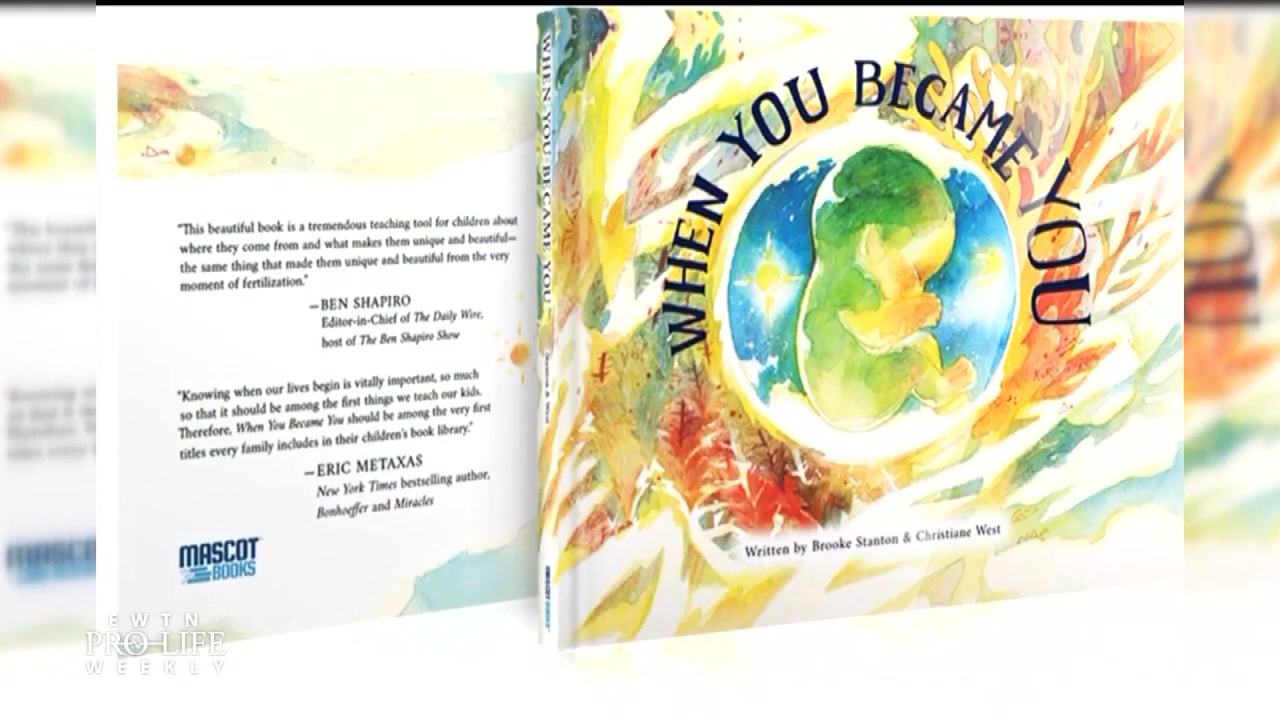 "This beautiful book is a tremendous teaching tool for children about
where they come from and what makes them unique and beautiful—
the same thing that made them unique and beautiful from the very
moment of fertilization."
—BEN SHAPIRO
Editor-in-Chief of The Daily Wire,
host of The Ben Shapiro Show
"Knowing when our lives begin is vitally important, so much
so that it should be among the first things we teach our kids.
Therefore, When You Became You should be among the very first
titles every family includes in their children's book library."
—ERIC METAXAS
New York Times bestselling author,
Bonhoeffer and Miracles
MASCOT
BOOKS
WHEN YOU BECAME YOU
WHEN YOU BECAME YOU
Written by Brooke Stanton & Christiane West
EWTN
PRO-LIFE
WEEKLY